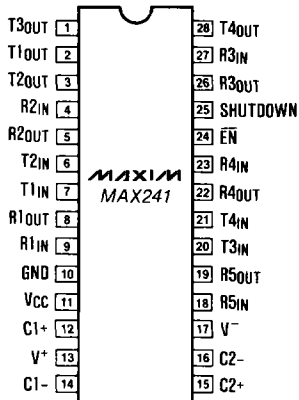 T3OUT 1 28 T4OUT
T1OUT 2 27 R3IN
T2OUT 3 26 R3OUT
R2IN 4 25 SHUTDOWN
R2OUT 5 24 E̅N̅
T2IN 6 23 R4IN
MAXIM
T1IN 7 22 R4OUT
MAX241
R1OUT 8 21 T4IN
R1IN 9 20 T3IN
GND 10 19 R5OUT
VCC 11 18 R5IN
C1+ 12 17 V−
V+ 13 16 C2−
C1− 14 15 C2+